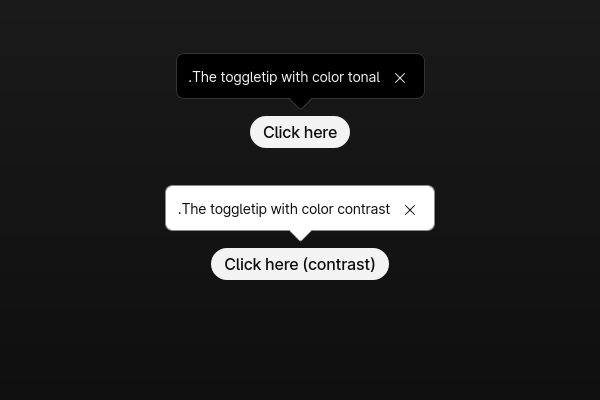 .The toggletip with color tonal
Click here
.The toggletip with color contrast
Click here (contrast)